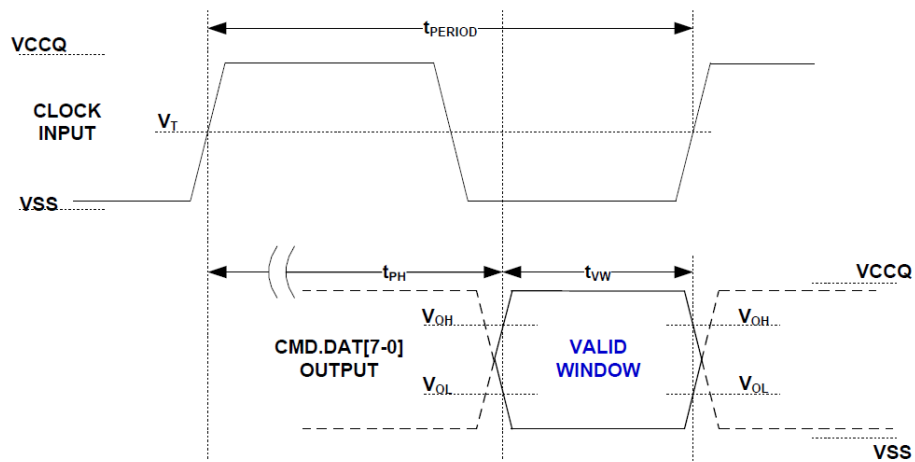 tPERIOD
VCCQ
CLOCK
INPUT
VT
VSS
tPH
tVW
VCCQ
VOH
VOH
CMD.DAT[7-0]
OUTPUT
VALID
WINDOW
VOL
VOL
VSS